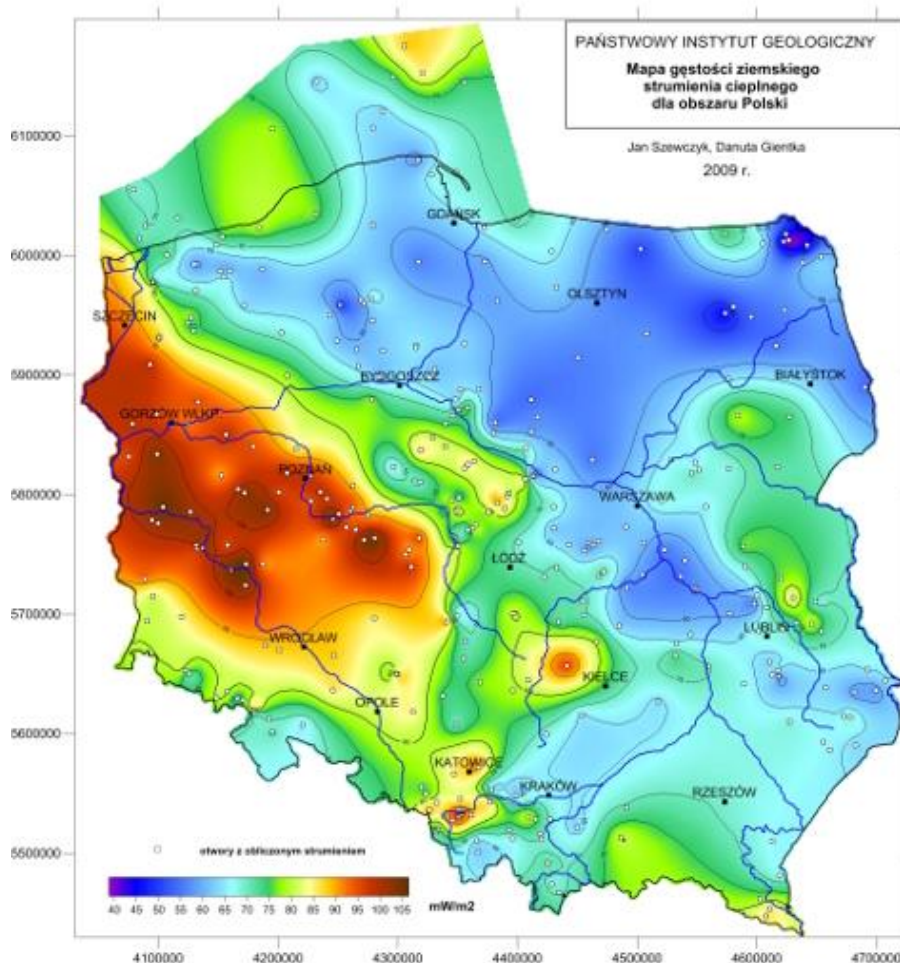 PAŃSTWOWY INSTYTUT GEOLOGICZNY
Mapa gęstości ziemskiego
strumienia cieplnego
dla obszaru Polski
Jan Szewczyk, Danuta Gientka
2009 r.
6100000
GDAŃSK
6000000
OLSZTYN
SZCZECIN
5900000
BYDGOSZCZ
BIAŁYSTOK
GORZÓW WLKP.
POZNAŃ
5800000
WARSZAWA
ŁÓDŹ
5700000
LUBLIN
WROCŁAW
KIELCE
OPOLE
5600000
KATOWICE
KRAKÓW
RZESZÓW
5500000
otwory z obliczonym strumieniem
40 45 50 55 60 65 70 75 80 85 90 95 100 105
mW/m2
4100000 4200000 4300000 4400000 4500000 4600000 4700000